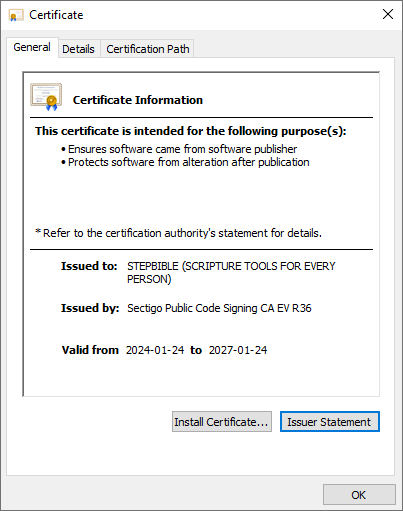 Certificate
General Details Certification Path
Certificate Information
This certificate is intended for the following purpose(s):
• Ensures software came from software publisher
• Protects software from alteration after publication
* Refer to the certification authority's statement for details.
Issued to: STEPBIBLE (SCRIPTURE TOOLS FOR EVERY
PERSON)
Issued by: Sectigo Public Code Signing CA EV R36
Valid from 2024-01-24 to 2027-01-24
Install Certificate... Issuer Statement
OK